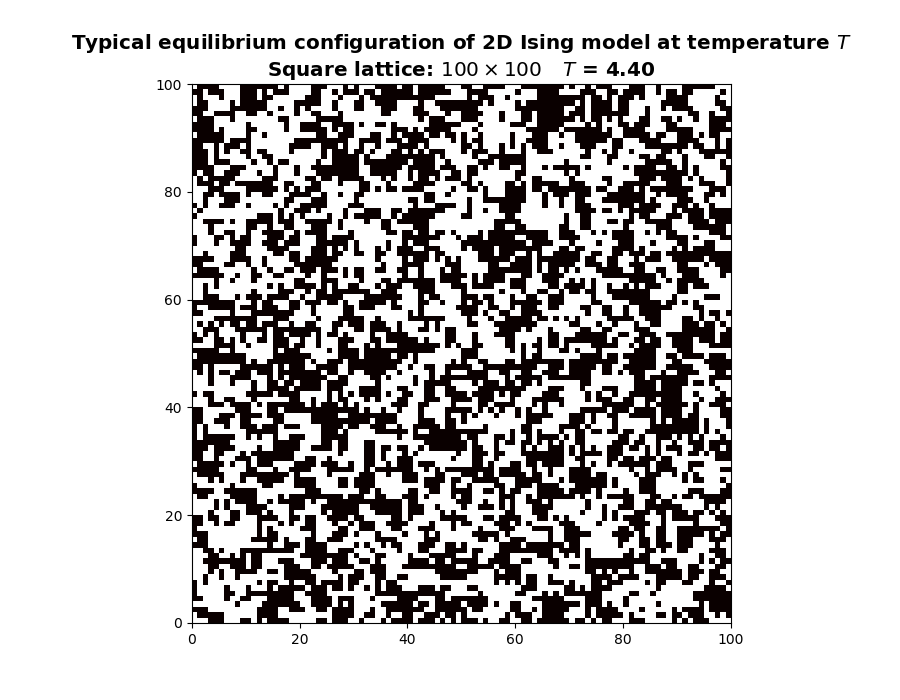 Typical equilibrium configuration of 2D Ising model at temperature T
Square lattice: 100 × 100 T = 4.40
100
80
60
40
20
0
0 20 40 60 80 100